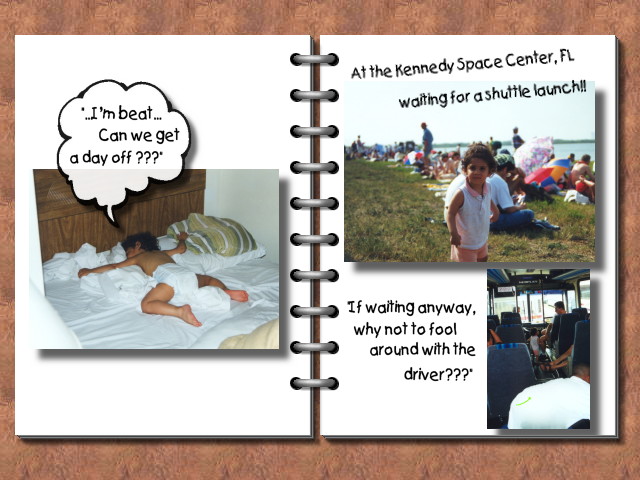 "..I'm beat...
Can we get
a day off ???"
At the Kennedy Space Center, FL
waiting for a shuttle launch!!
"If waiting anyway,
why not to fool
around with the
driver???"